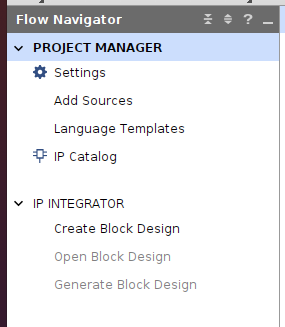 Flow Navigator
PROJECT MANAGER
Settings
Add Sources
Language Templates
IP Catalog
IP INTEGRATOR
Create Block Design
Open Block Design
Generate Block Design